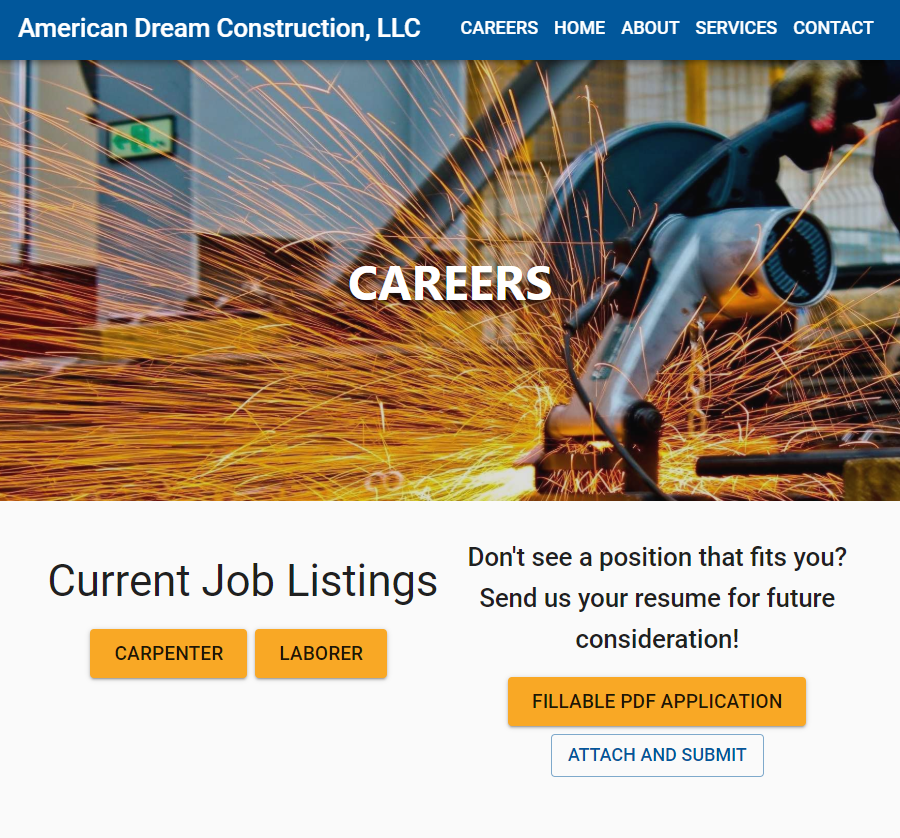 American Dream Construction, LLC
CAREERS HOME ABOUT SERVICES CONTACT
CAREERS
Current Job Listings
CARPENTER LABORER
Don't see a position that fits you?
Send us your resume for future
consideration!
FILLABLE PDF APPLICATION
ATTACH AND SUBMIT